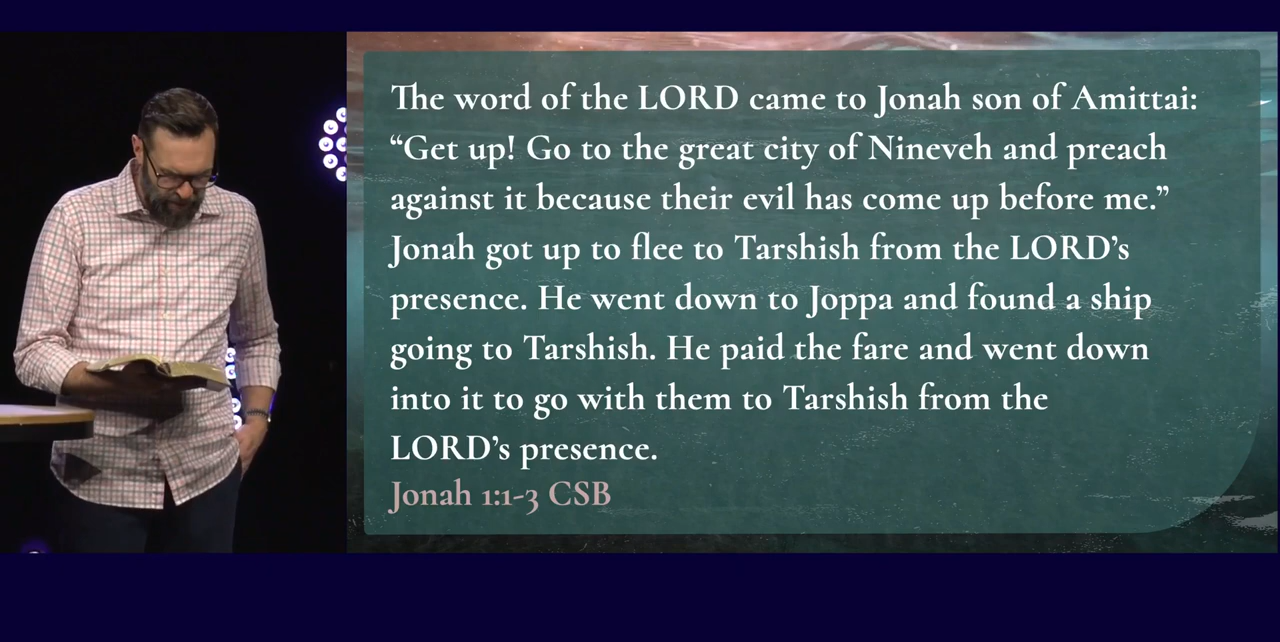 The word of the LORD came to Jonah son of Amittai:
“Get up! Go to the great city of Nineveh and preach
against it because their evil has come up before me.”
Jonah got up to flee to Tarshish from the LORD’s
presence. He went down to Joppa and found a ship
going to Tarshish. He paid the fare and went down
into it to go with them to Tarshish from the
LORD’s presence.
Jonah 1:1-3 CSB